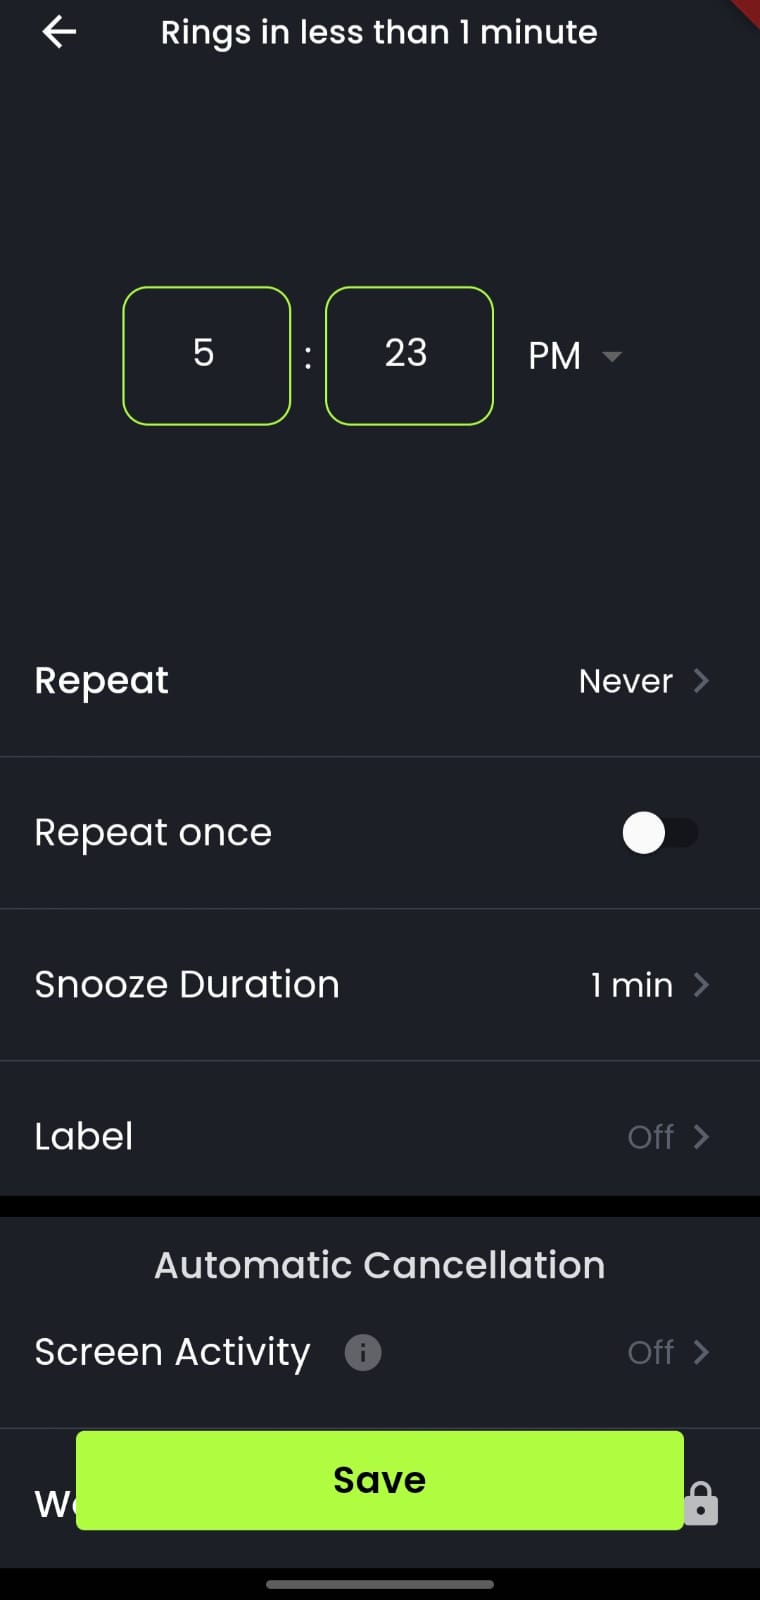 Rings in less than 1 minute
5 : 23 PM
Repeat Never
Repeat once
Snooze Duration 1 min
Label Off
Automatic Cancellation
Screen Activity Off
Save